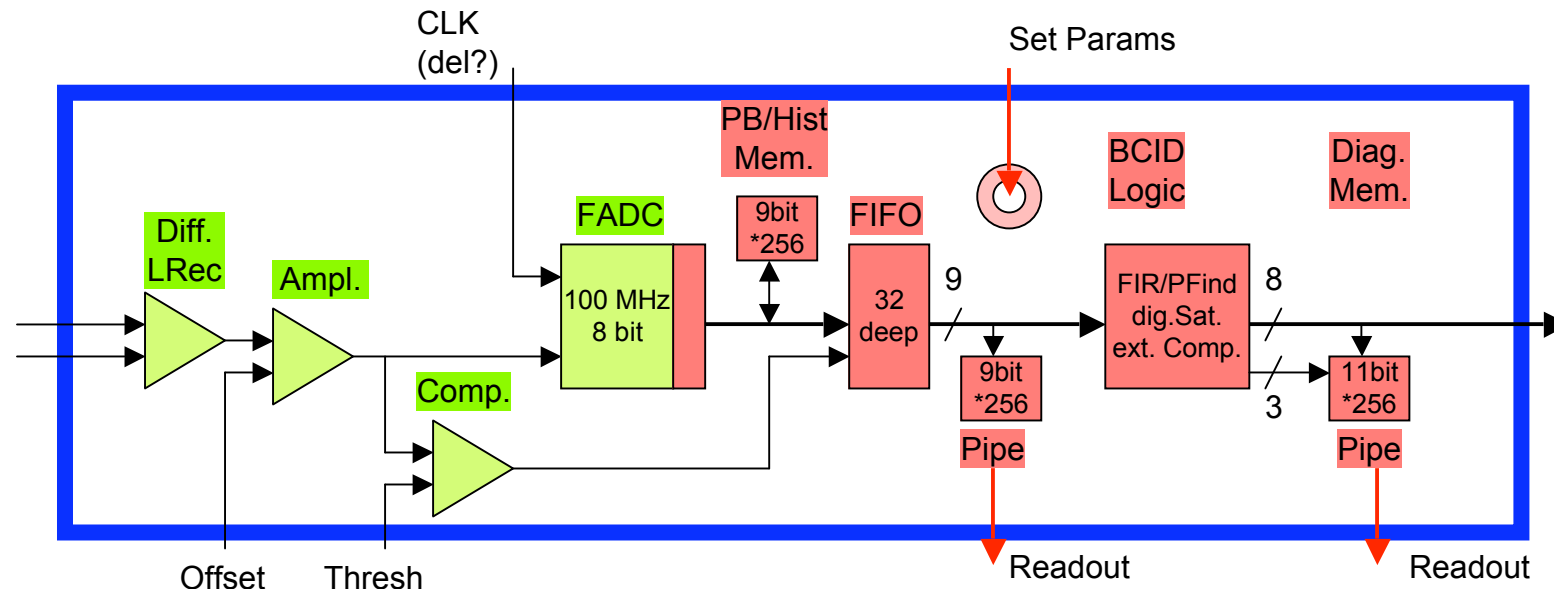 CLK
(del?)
Set Params
PB/Hist
Mem.
BCID
Logic
Diag.
Mem.
Diff.
LRec
Ampl.
FADC
9bit
*256
FIFO
100 MHz
8 bit
32
deep
9
FIR/PFind
dig.Sat.
ext. Comp.
8
3
Comp.
9bit
*256
11bit
*256
Pipe
Pipe
Offset
Thresh
Readout
Readout